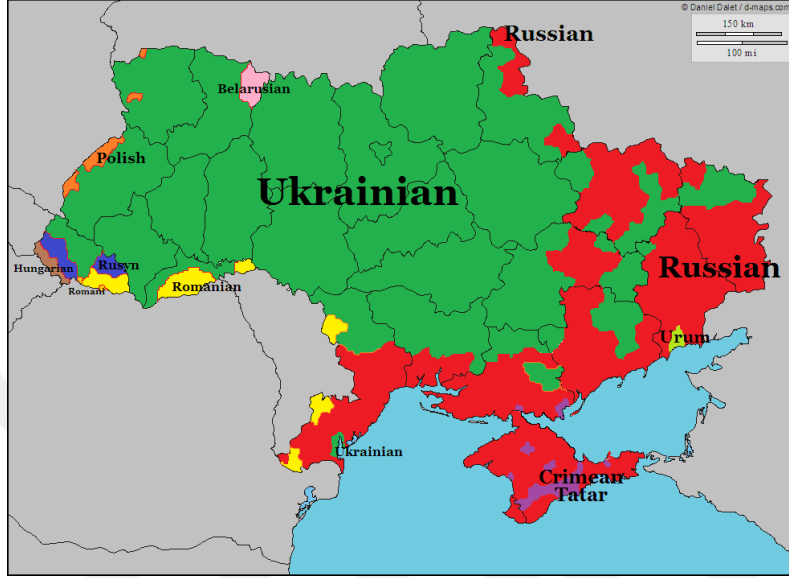 © Daniel Dalet / d-maps.com
150 km
100 mi
Russian
Belarusian
Polish
Ukrainian
Hungarian
Rusyn
Romani
Romanian
Russian
Urum
Ukrainian
Crimean
Tatar